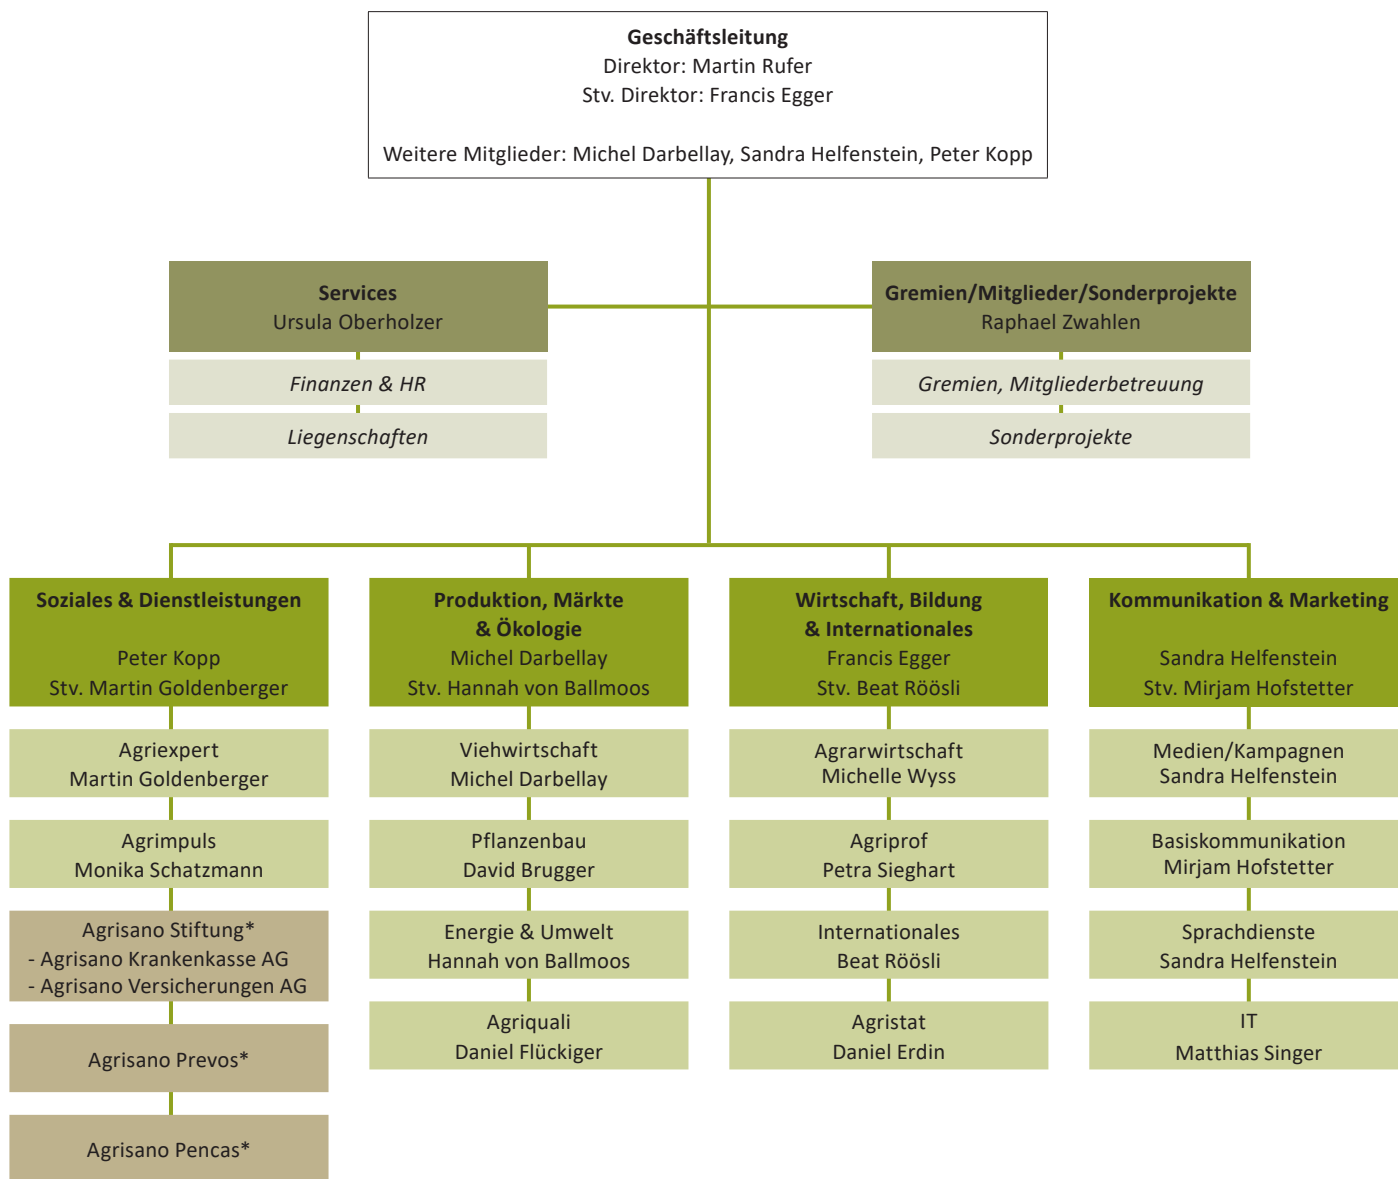 Geschäftsleitung
Direktor: Martin Rufer
Stv. Direktor: Francis Egger
Weitere Mitglieder: Michel Darbellay, Sandra Helfenstein, Peter Kopp
Services
Ursula Oberholzer
Finanzen & HR
Liegenschaften
Gremien/Mitglieder/Sonderprojekte
Raphael Zwahlen
Gremien, Mitgliederbetreuung
Sonderprojekte
Soziales & Dienstleistungen
Peter Kopp
Stv. Martin Goldenberger
Agriexpert
Martin Goldenberger
Agrimpuls
Monika Schatzmann
Agrisano Stiftung*
- Agrisano Krankenkasse AG
- Agrisano Versicherungen AG
Agrisano Prevos*
Agrisano Pencas*
Produktion, Märkte
& Ökologie
Michel Darbellay
Stv. Hannah von Ballmoos
Viehwirtschaft
Michel Darbellay
Pflanzenbau
David Brugger
Energie & Umwelt
Hannah von Ballmoos
Agriquali
Daniel Flückiger
Wirtschaft, Bildung
& Internationales
Francis Egger
Stv. Beat Röösli
Agrarwirtschaft
Michelle Wyss
Agriprof
Petra Sieghart
Internationales
Beat Röösli
Agristat
Daniel Erdin
Kommunikation & Marketing
Sandra Helfenstein
Stv. Mirjam Hofstetter
Medien/Kampagnen
Sandra Helfenstein
Basiskommunikation
Mirjam Hofstetter
Sprachdienste
Sandra Helfenstein
IT
Matthias Singer